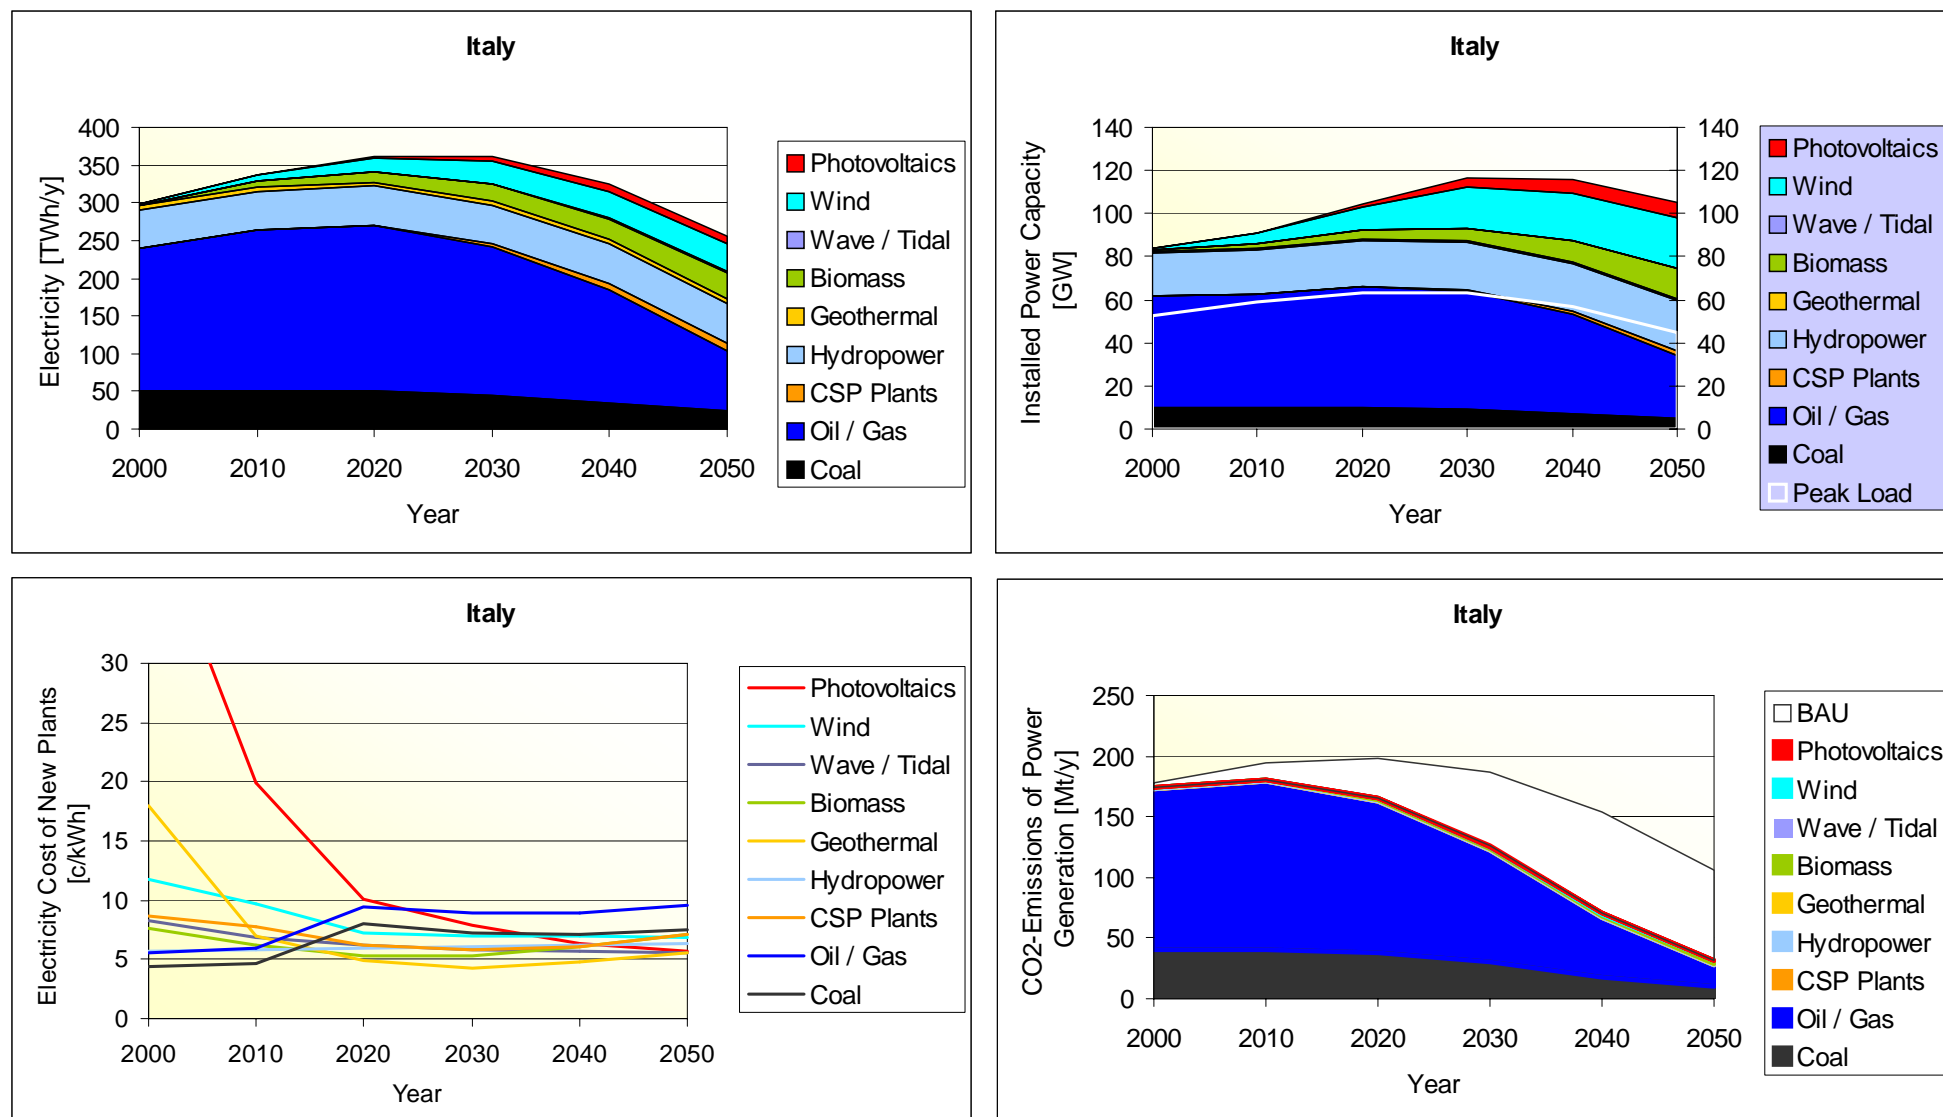 Italy
Electricity [TWh/y]
400
350
300
250
200
150
100
50
0
2000 2010 2020 2030 2040 2050
Year
Photovoltaics
Wind
Wave / Tidal
Biomass
Geothermal
Hydropower
CSP Plants
Oil / Gas
Coal
Italy
Installed Power Capacity
[GW]
140
120
100
80
60
40
20
0
140
120
100
80
60
40
20
0
2000 2010 2020 2030 2040 2050
Year
Photovoltaics
Wind
Wave / Tidal
Biomass
Geothermal
Hydropower
CSP Plants
Oil / Gas
Coal
Peak Load
Italy
Electricity Cost of New Plants
[c/kWh]
30
25
20
15
10
5
0
2000 2010 2020 2030 2040 2050
Year
Photovoltaics
Wind
Wave / Tidal
Biomass
Geothermal
Hydropower
CSP Plants
Oil / Gas
Coal
Italy
CO2-Emissions of Power
Generation [Mt/y]
250
200
150
100
50
0
2000 2010 2020 2030 2040 2050
Year
BAU
Photovoltaics
Wind
Wave / Tidal
Biomass
Geothermal
Hydropower
CSP Plants
Oil / Gas
Coal